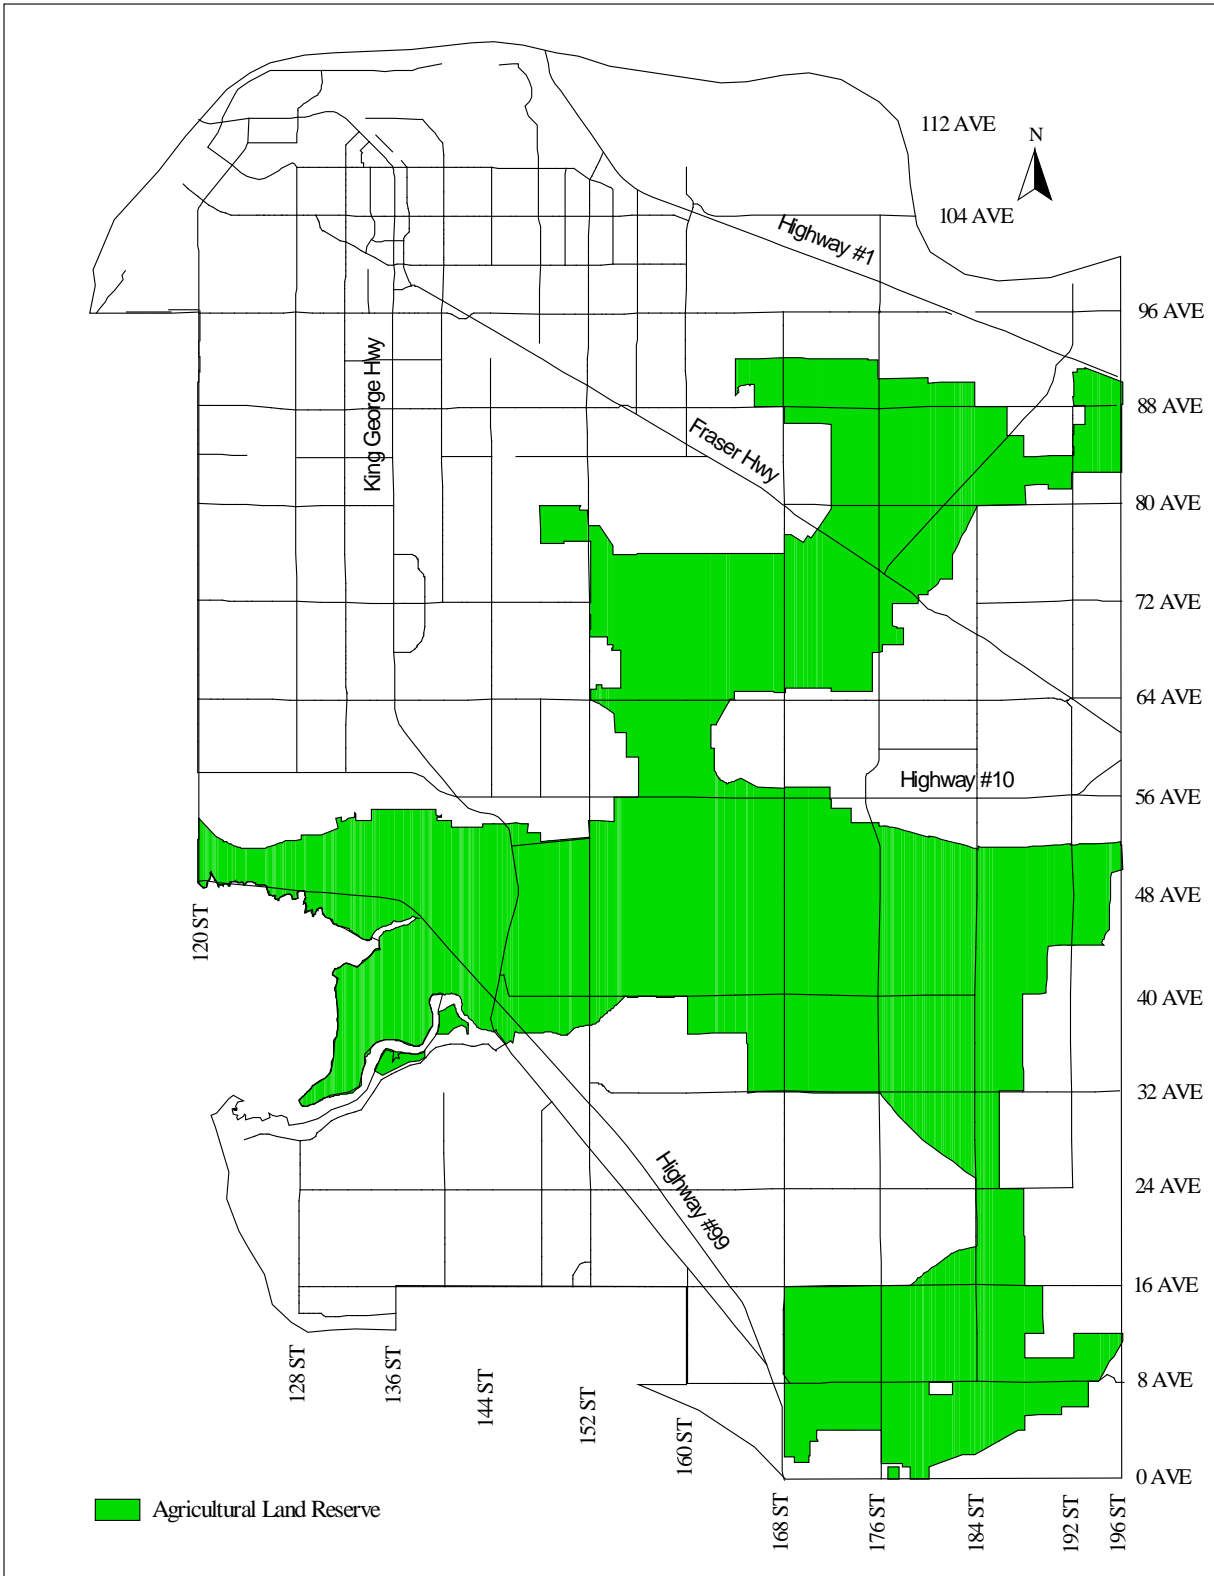 112 AVE
N
104 AVE
Highway #1
96 AVE
King George Hwy
88 AVE
Fraser Hwy
80 AVE
72 AVE
64 AVE
Highway #10
56 AVE
48 AVE
120 ST
40 AVE
32 AVE
Highway #99
24 AVE
16 AVE
128 ST
136 ST
144 ST
152 ST
160 ST
8 AVE
0 AVE
168 ST
176 ST
184 ST
192 ST
196 ST
Agricultural Land Reserve